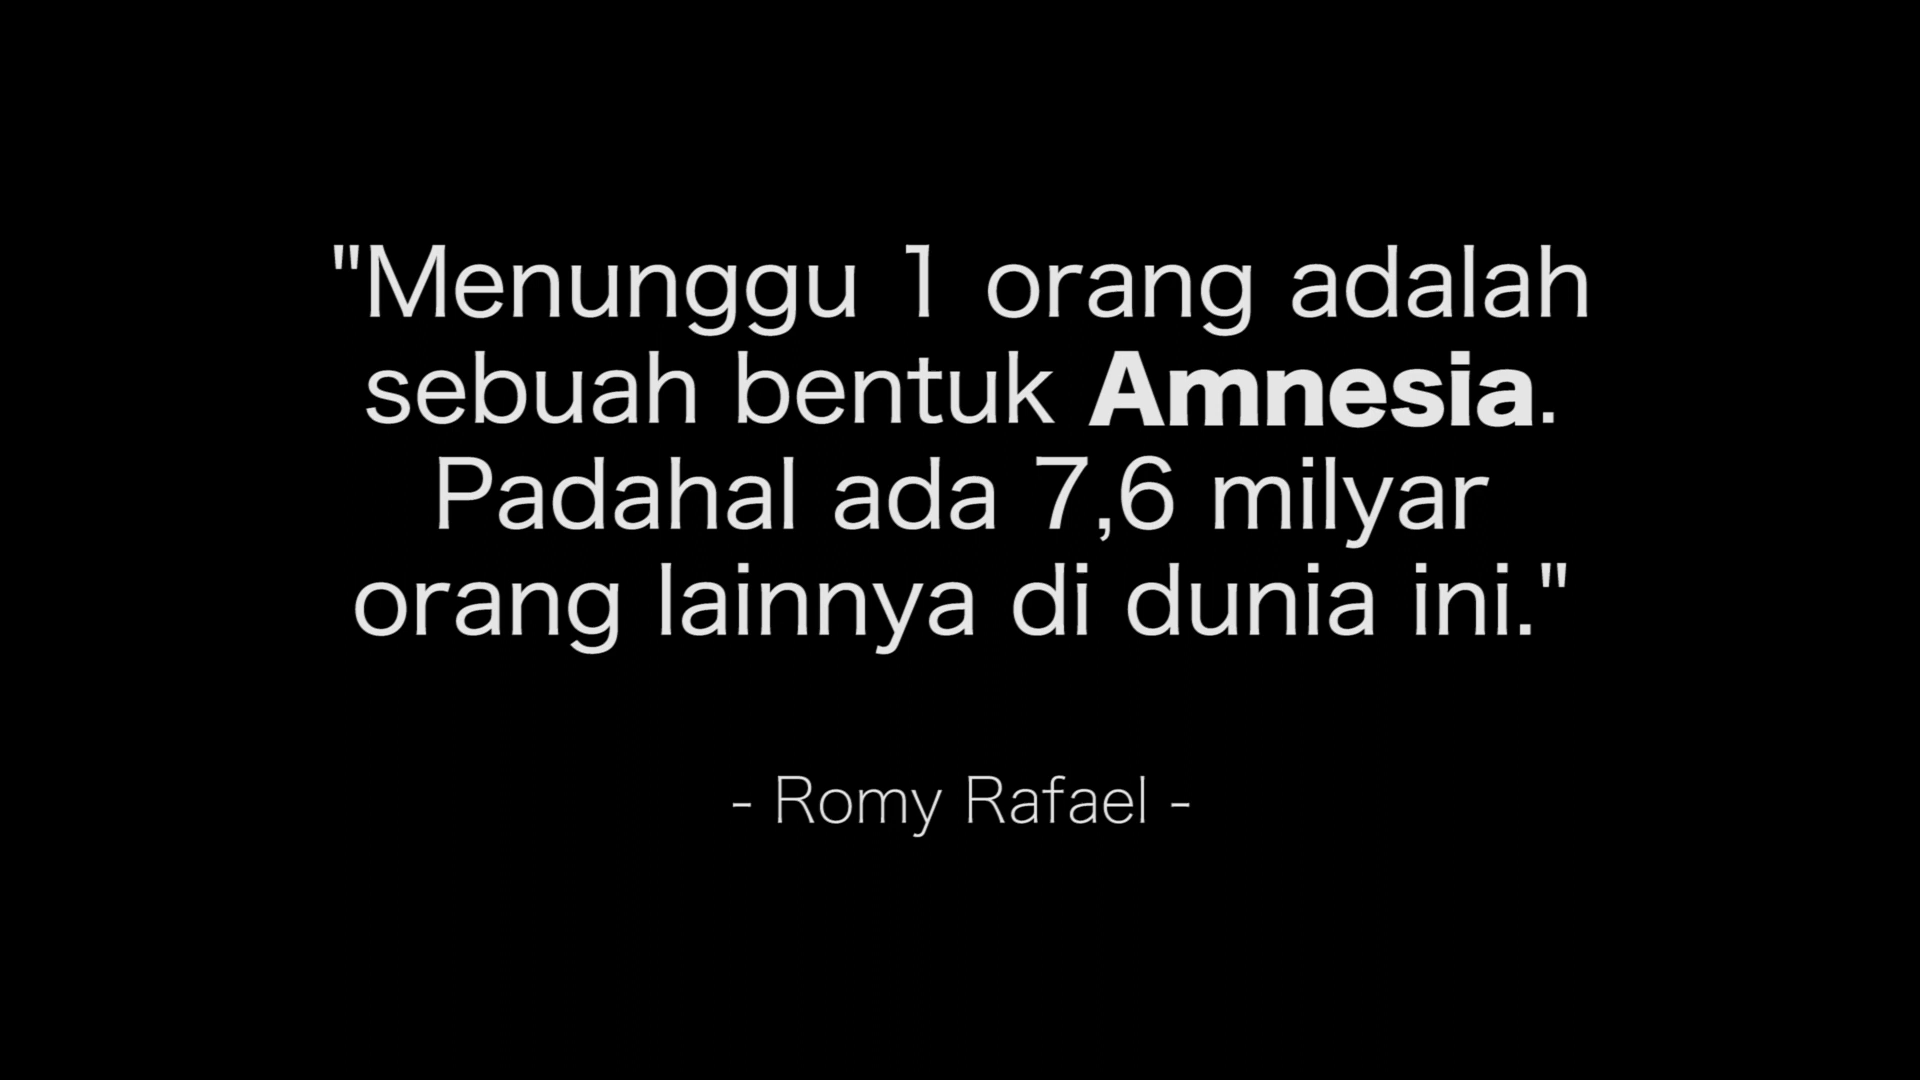 "Menunggu 1 orang adalah
sebuah bentuk Amnesia.
Padahal ada 7,6 milyar
orang lainnya di dunia ini."
- Romy Rafael -